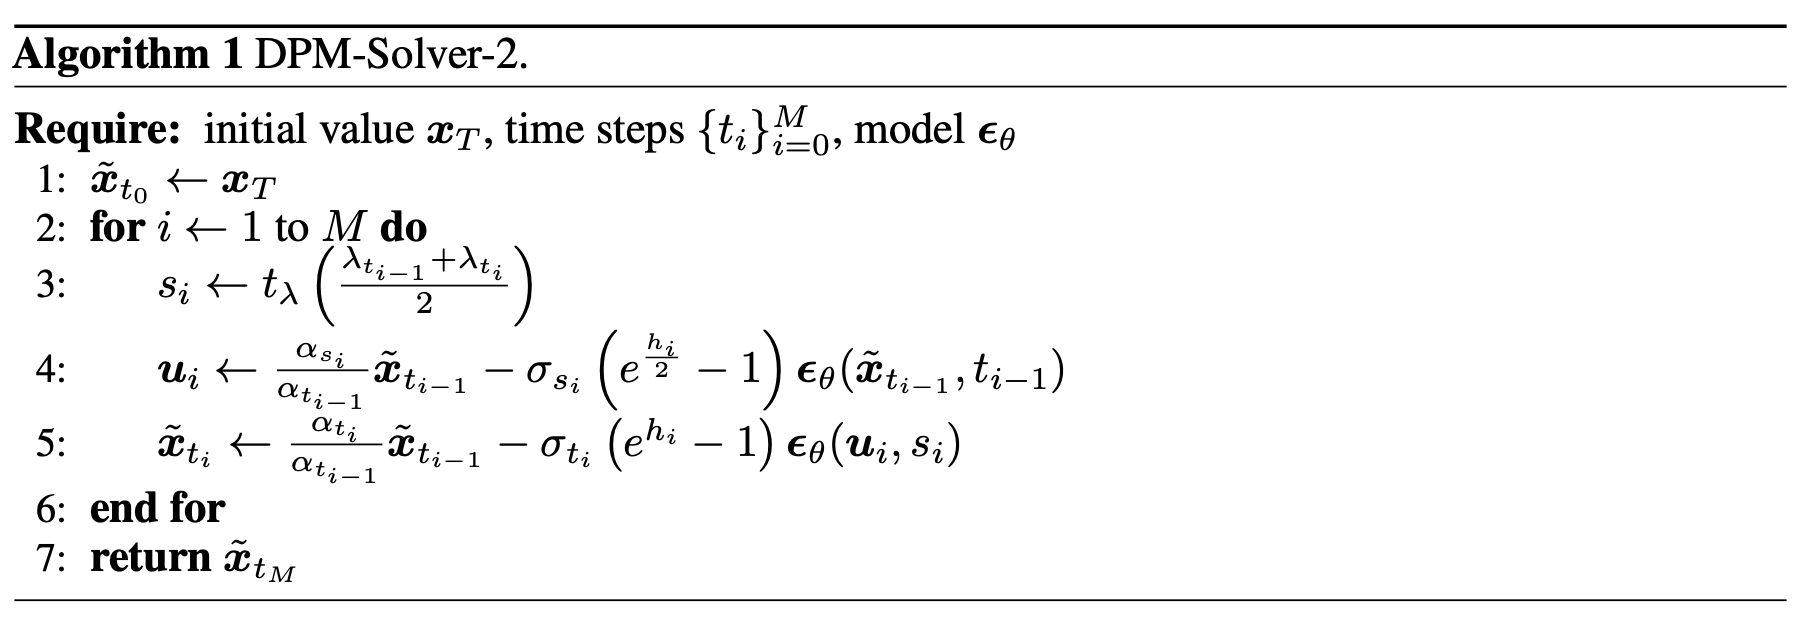 Algorithm 1 DPM-Solver-2.
Require: initial value $\boldsymbol{x}_T$, time steps $\{t_i\}_{i=0}^{M}$, model $\boldsymbol{\epsilon}_\theta$
1: $\tilde{\boldsymbol{x}}_{t_0} \leftarrow \boldsymbol{x}_T$
2: for $i \leftarrow 1$ to $M$ do
3: $s_i \leftarrow t_\lambda \left( \frac{\lambda_{t_{i-1}} + \lambda_{t_i}}{2} \right)$
4: $\boldsymbol{u}_i \leftarrow \frac{\alpha_{s_i}}{\alpha_{t_{i-1}}} \tilde{\boldsymbol{x}}_{t_{i-1}} - \sigma_{s_i} \left( e^{\frac{h_i}{2}} - 1 \right) \boldsymbol{\epsilon}_\theta(\tilde{\boldsymbol{x}}_{t_{i-1}}, t_{i-1})$
5: $\tilde{\boldsymbol{x}}_{t_i} \leftarrow \frac{\alpha_{t_i}}{\alpha_{t_{i-1}}} \tilde{\boldsymbol{x}}_{t_{i-1}} - \sigma_{t_i} \left( e^{h_i} - 1 \right) \boldsymbol{\epsilon}_\theta(\boldsymbol{u}_i, s_i)$
6: end for
7: return $\tilde{\boldsymbol{x}}_{t_M}$